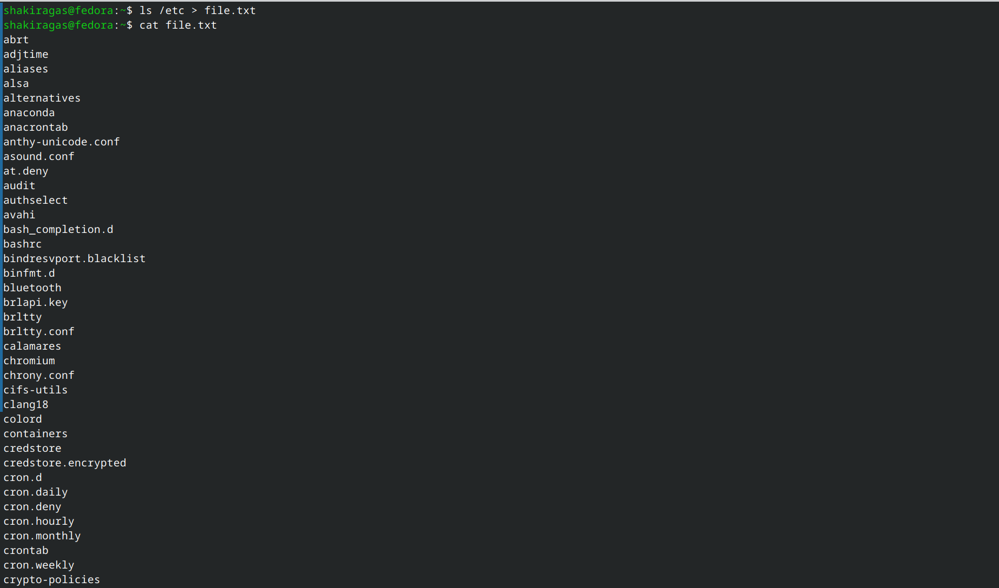 shakiragas@fedora:~$ ls /etc > file.txt
shakiragas@fedora:~$ cat file.txt
abrt
adjtime
aliases
alsa
alternatives
anaconda
anacrontab
anthy-unicode.conf
asound.conf
at.deny
audit
authselect
avahi
bash_completion.d
bashrc
bindresvport.blacklist
binfmt.d
bluetooth
brlapi.key
brltty
brltty.conf
calamares
chromium
chrony.conf
cifs-utils
clang18
colord
containers
credstore
credstore.encrypted
cron.d
cron.daily
cron.deny
cron.hourly
cron.monthly
crontab
cron.weekly
crypto-policies